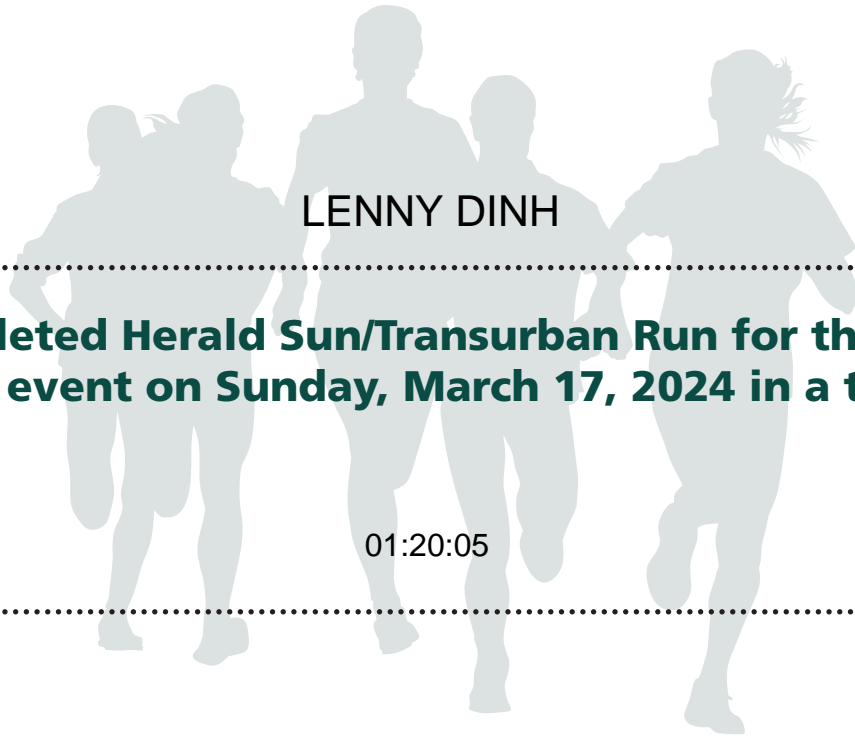 LENNY DINH
leted Herald Sun/Transurban Run for th
event on Sunday, March 17, 2024 in a t
01:20:05